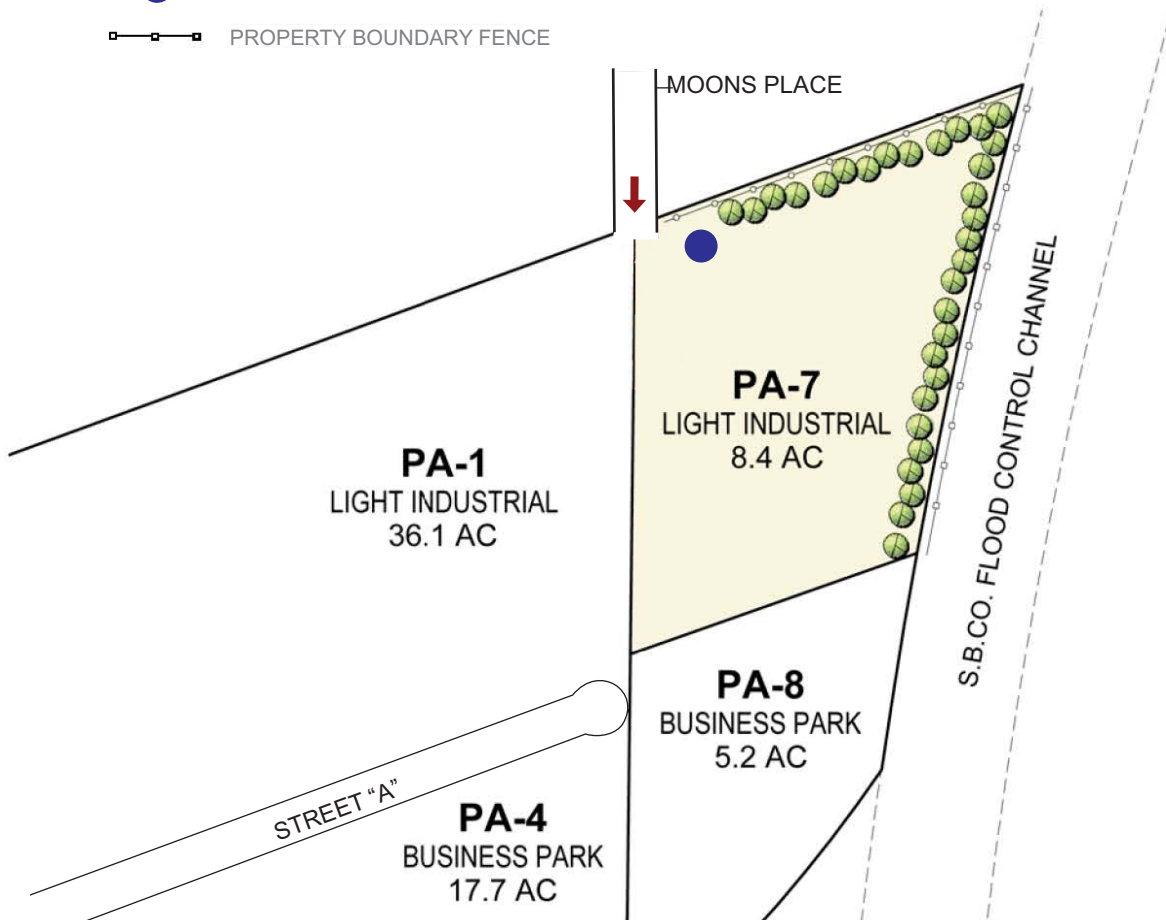 PROPERTY BOUNDARY FENCE
MOONS PLACE
PA-7
LIGHT INDUSTRIAL
8.4 AC
PA-1
LIGHT INDUSTRIAL
36.1 AC
S.B.CO. FLOOD CONTROL CHANNEL
PA-8
BUSINESS PARK
5.2 AC
STREET “A”
PA-4
BUSINESS PARK
17.7 AC